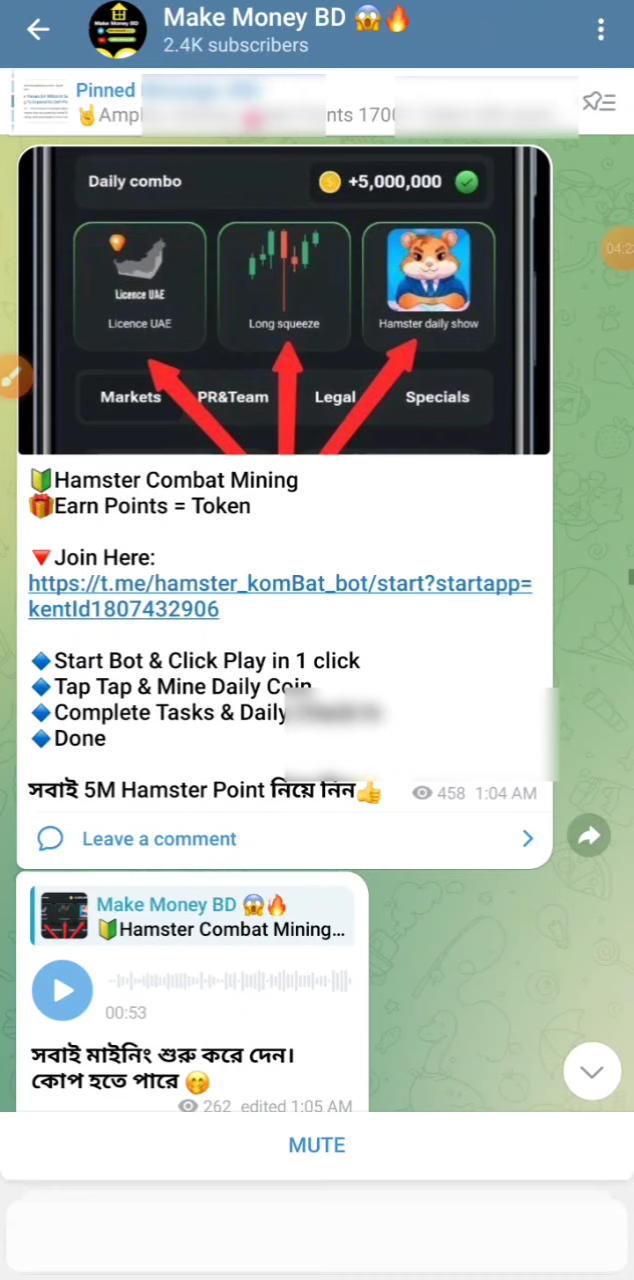 Make Money BD 😱🔥
2.4K subscribers
Pinned
🤘Ampl
nts 170
Daily combo
+5,000,000
Licence UAE
Licence UAE
Long squeeze
Hamster daily show
Markets PR&Team Legal Specials
🔰Hamster Combat Mining
🎁Earn Points = Token
🔻Join Here:
https://t.me/hamster_komBat_bot/start?startapp=
kentId1807432906
🔷Start Bot & Click Play in 1 click
🔷Tap Tap & Mine Daily Coin
🔷Complete Tasks & Daily
🔷Done
সবাই 5M Hamster Point নিয়ে নিন👍
458 1:04 AM
Leave a comment
Make Money BD 😱🔥
🔰Hamster Combat Mining...
00:53
সবাই মাইনিং শুরু করে দেন।
কোপ হতে পারে 🤭
262 edited 1:05 AM
MUTE